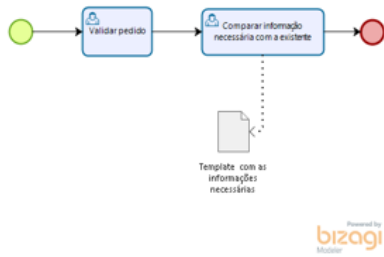 Validar pedido
Comparar informação
necessária com a existente
Template com as
informações
necessárias
Powered by
bizagi
Modeler